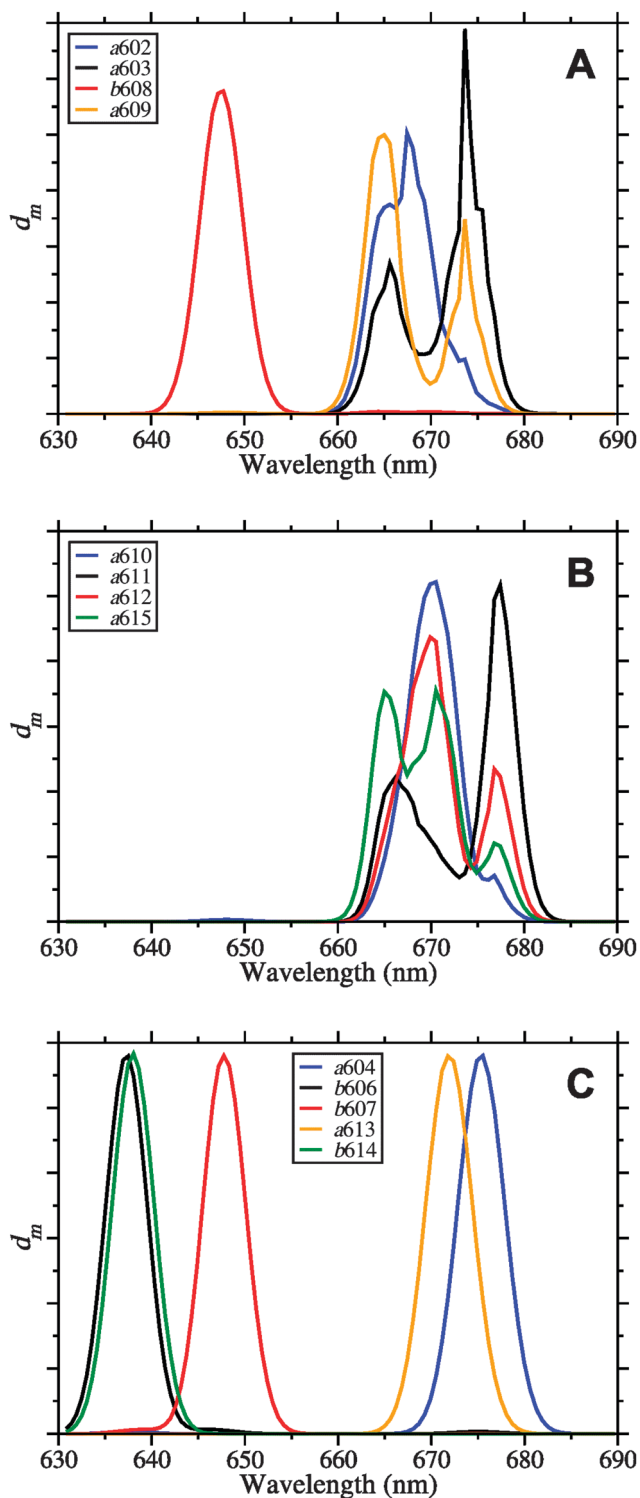 A
a602
a603
b608
a609
d_m
630 640 650 660 670 680 690
Wavelength (nm)
B
a610
a611
a612
a615
d_m
630 640 650 660 670 680 690
Wavelength (nm)
C
a604
b606
b607
a613
b614
d_m
630 640 650 660 670 680 690
Wavelength (nm)